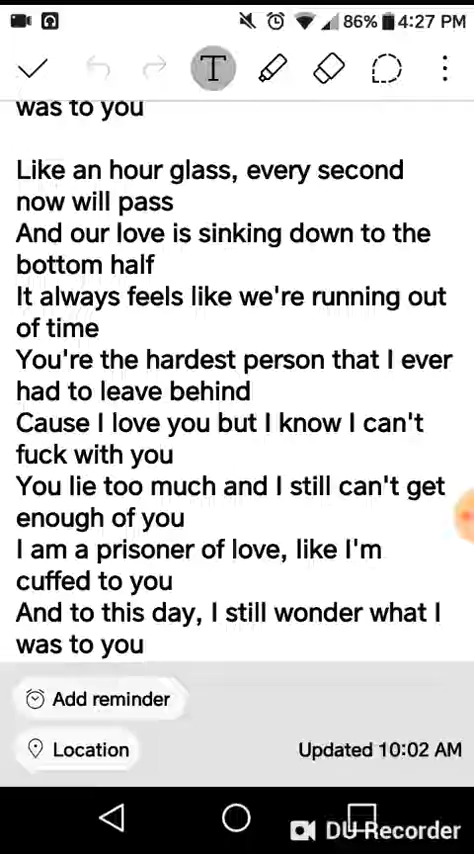 86% 4:27 PM
T
was to you
Like an hour glass, every second
now will pass
And our love is sinking down to the
bottom half
It always feels like we're running out
of time
You're the hardest person that I ever
had to leave behind
Cause I love you but I know I can't
fuck with you
You lie too much and I still can't get
enough of you
I am a prisoner of love, like I'm
cuffed to you
And to this day, I still wonder what I
was to you
Add reminder
Location
Updated 10:02 AM
DU Recorder